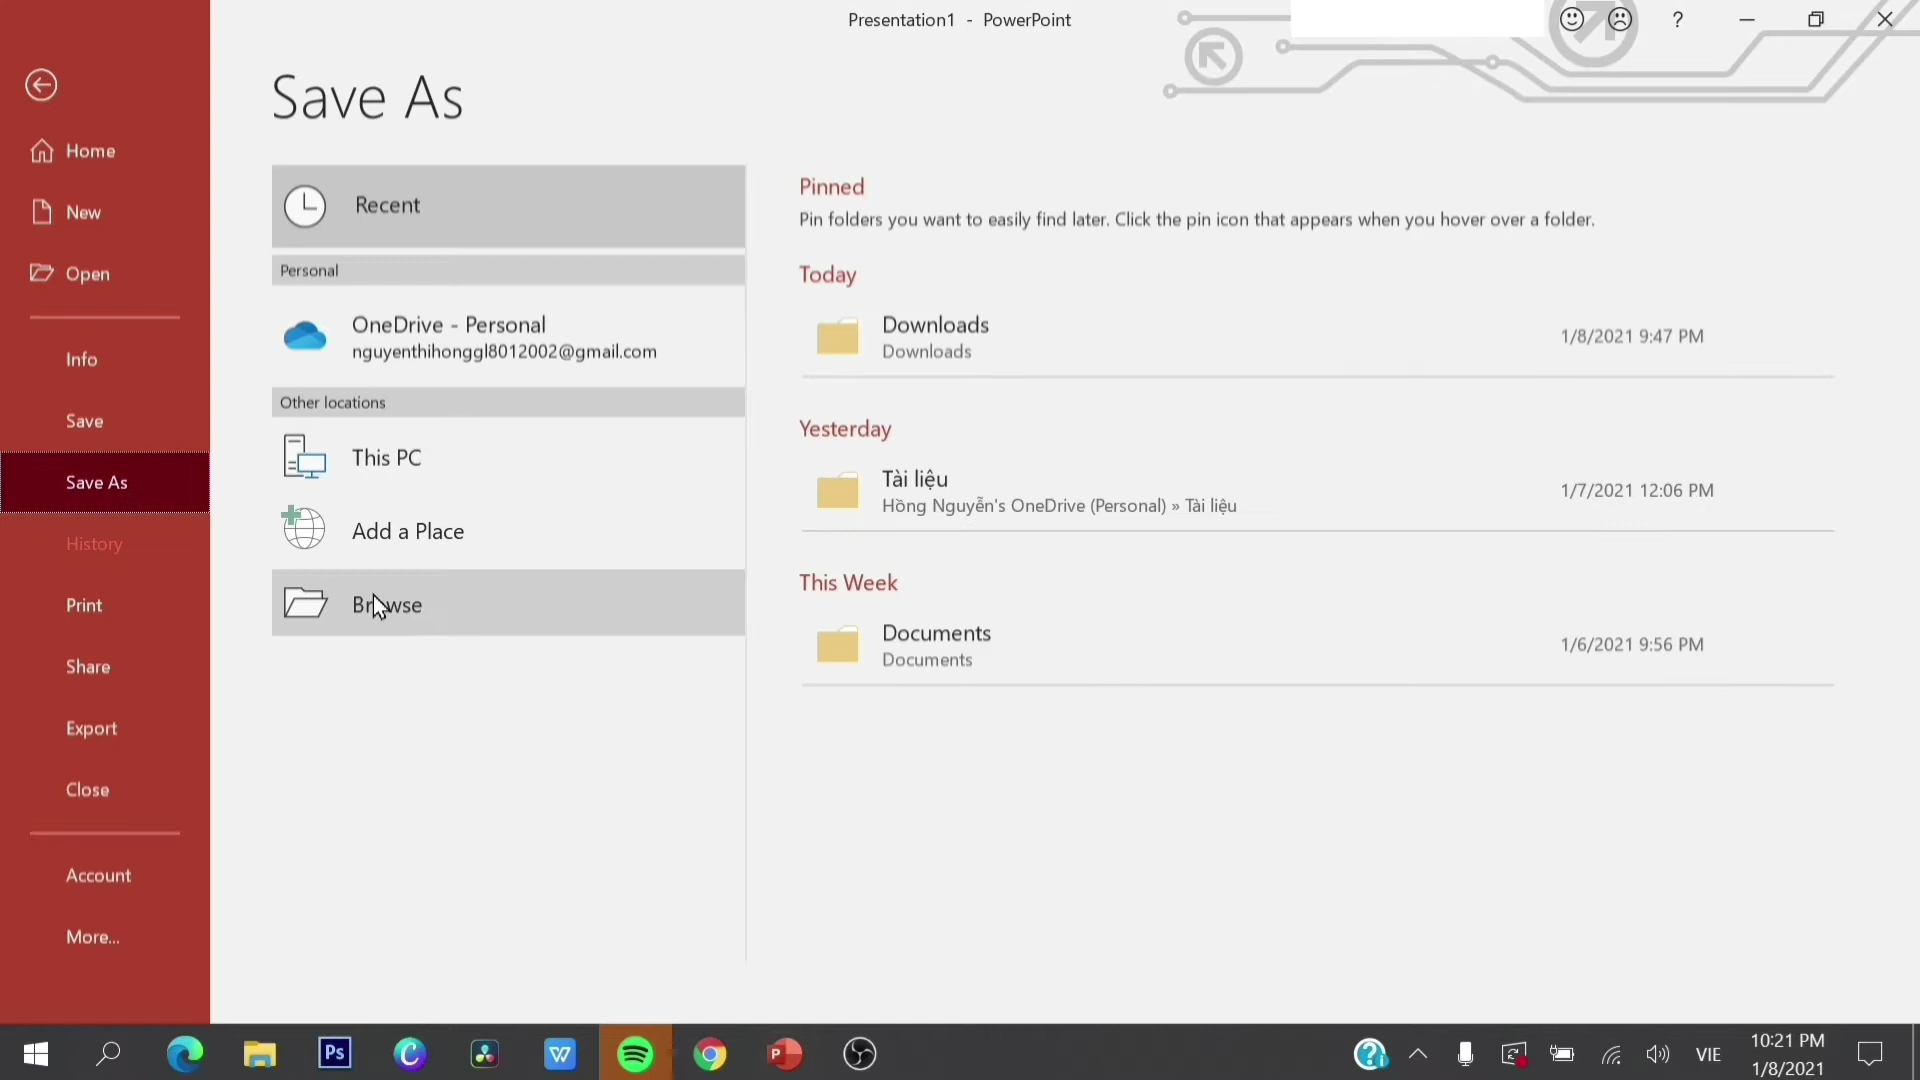 Presentation1 - PowerPoint
?
Save As
Home
New
Open
Info
Save
Save As
History
Print
Share
Export
Close
Account
More...
Recent
Personal
OneDrive - Personal
nguyenthihonggl8012002@gmail.com
Other locations
This PC
Add a Place
Browse
Pinned
Pin folders you want to easily find later. Click the pin icon that appears when you hover over a folder.
Today
Downloads
Downloads
1/8/2021 9:47 PM
Yesterday
Tài liệu
Hồng Nguyễn's OneDrive (Personal) » Tài liệu
1/7/2021 12:06 PM
This Week
Documents
Documents
1/6/2021 9:56 PM
Ps
VIE
10:21 PM
1/8/2021